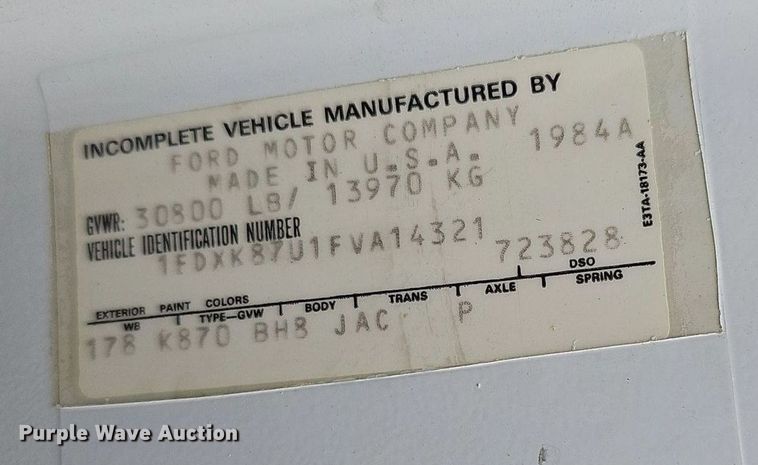 INCOMPLETE VEHICLE MANUFACTURED BY
FORD MOTOR COMPANY
MADE IN U.S.A. 1984A
GVWR: 30800 LB/ 13970 KG
VEHICLE IDENTIFICATION NUMBER
1FDXK87U1FVA14321
723828
EXTERIOR PAINT COLORS DSO
WB TYPE-GVW BODY TRANS AXLE SPRING
178 K870 BH8 JAC P
E3TA-18173-AA
Purple Wave Auction